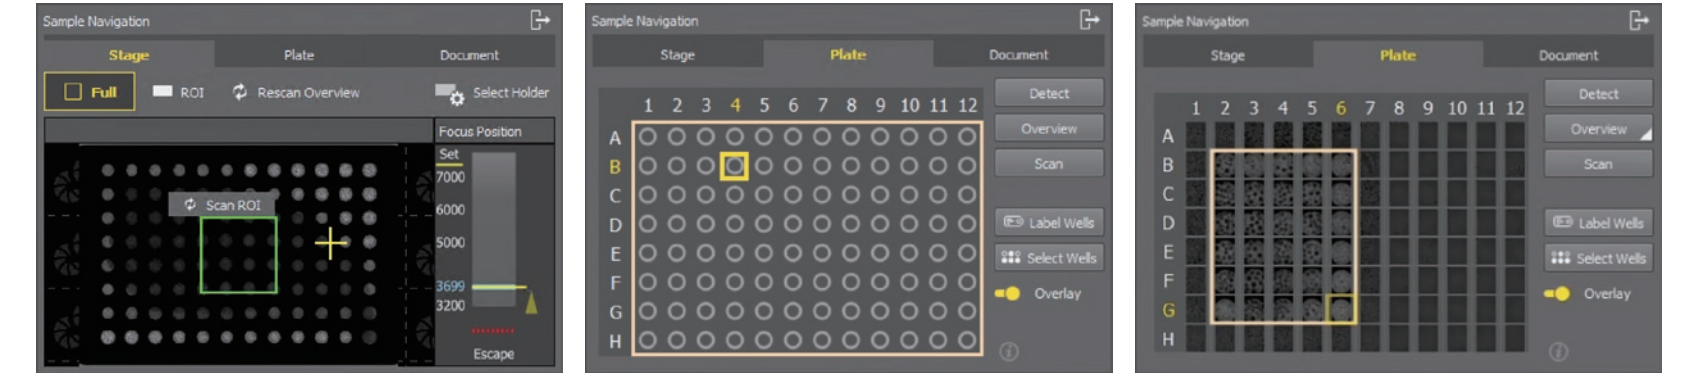 Sample Navigation
Stage Plate Document
Full ROI Rescan Overview Select Holder
Focus Position
Set
7000
Scan ROI
6000
5000
3699
3200
Escape
Sample Navigation
Stage Plate Document
Detect
1 2 3 4 5 6 7 8 9 10 11 12
Overview
A
B
Scan
C
D
Label Wells
E
Select Wells
F
Overlay
G
H
i
Sample Navigation
Stage Plate Document
Detect
1 2 3 4 5 6 7 8 9 10 11 12
Overview
A
B
Scan
C
D
Label Wells
E
Select Wells
F
Overlay
G
H
i